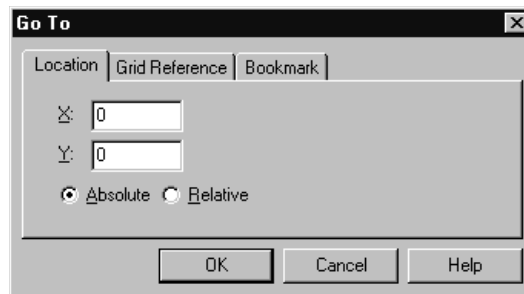 Go To
Location Grid Reference Bookmark
X: 0
Y: 0
Absolute Relative
OK Cancel Help